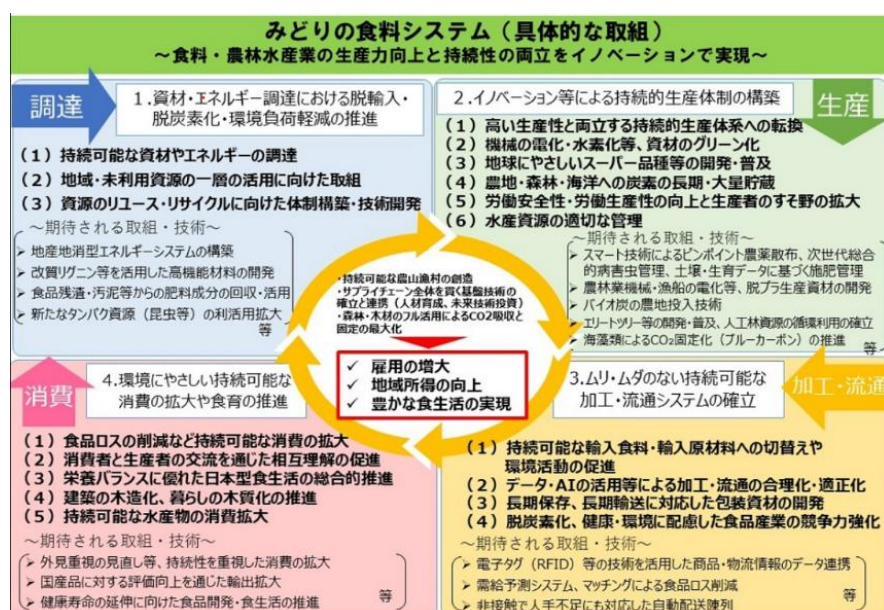 みどりの食料システム（具体的な取組）
～食料・農林水産業の生産力向上と持続性の両立をイノベーションで実現～
調達
1.資材・エネルギー調達における脱輸入・
脱炭素化・環境負荷軽減の推進
（1）持続可能な資材やエネルギーの調達
（2）地域・未利用資源の一層の活用に向けた取組
（3）資源のリユース・リサイクルに向けた体制構築・技術開発
～期待される取組・技術～
➢ 地産地消型エネルギーシステムの構築
➢ 改質リグニン等を活用した高機能材料の開発
➢ 食品残渣・汚泥等からの肥料成分の回収・活用
➢ 新たなタンパク資源（昆虫等）の利活用拡大
等
2.イノベーション等による持続的生産体制の構築
生産
（1）高い生産性と両立する持続的生産体系への転換
（2）機械の電化・水素化等、資材のグリーン化
（3）地球にやさしいスーパー品種等の開発・普及
（4）農地・森林・海洋への炭素の長期・大量貯蔵
（5）労働安全性・労働生産性の向上と生産者のすそ野の拡大
（6）水産資源の適切な管理
～期待される取組・技術～
➢ スマート技術によるピンポイント農薬散布、次世代総合
的病害虫管理、土壌・生育データに基づく施肥管理
➢ 農林業機械・漁船の電化等、脱プラ生産資材の開発
➢ バイオ炭の農地投入技術
➢ エリートツリー等の開発・普及、人工林資源の循環利用の確立
➢ 海藻類によるCO₂固定化（ブルーカーボン）の推進
等
・持続可能な農山漁村の創造
・サプライチェーン全体を貫く基盤技術の
確立と連携（人材育成、未来技術投資）
・森林・木材のフル活用によるCO2吸収と
固定の最大化
✓ 雇用の増大
✓ 地域所得の向上
✓ 豊かな食生活の実現
消費
4.環境にやさしい持続可能な
消費の拡大や食育の推進
（1）食品ロスの削減など持続可能な消費の拡大
（2）消費者と生産者の交流を通じた相互理解の促進
（3）栄養バランスに優れた日本型食生活の総合的推進
（4）建築の木造化、暮らしの木質化の推進
（5）持続可能な水産物の消費拡大
～期待される取組・技術～
➢ 外見重視の見直し等、持続性を重視した消費の拡大
➢ 国産品に対する評価向上を通じた輸出拡大
➢ 健康寿命の延伸に向けた食品開発・食生活の推進
等
3.ムリ・ムダのない持続可能な
加工・流通システムの確立
加工・流通
（1）持続可能な輸入食料・輸入原材料への切替えや
環境活動の促進
（2）データ・AIの活用等による加工・流通の合理化・適正化
（3）長期保存、長期輸送に対応した包装資材の開発
（4）脱炭素化、健康・環境に配慮した食品産業の競争力強化
～期待される取組・技術～
➢ 電子タグ（RFID）等の技術を活用した商品・物流情報のデータ連携
➢ 需給予測システム、マッチングによる食品ロス削減
➢ 非接触で人手不足にも対応した自動配送陳列
等